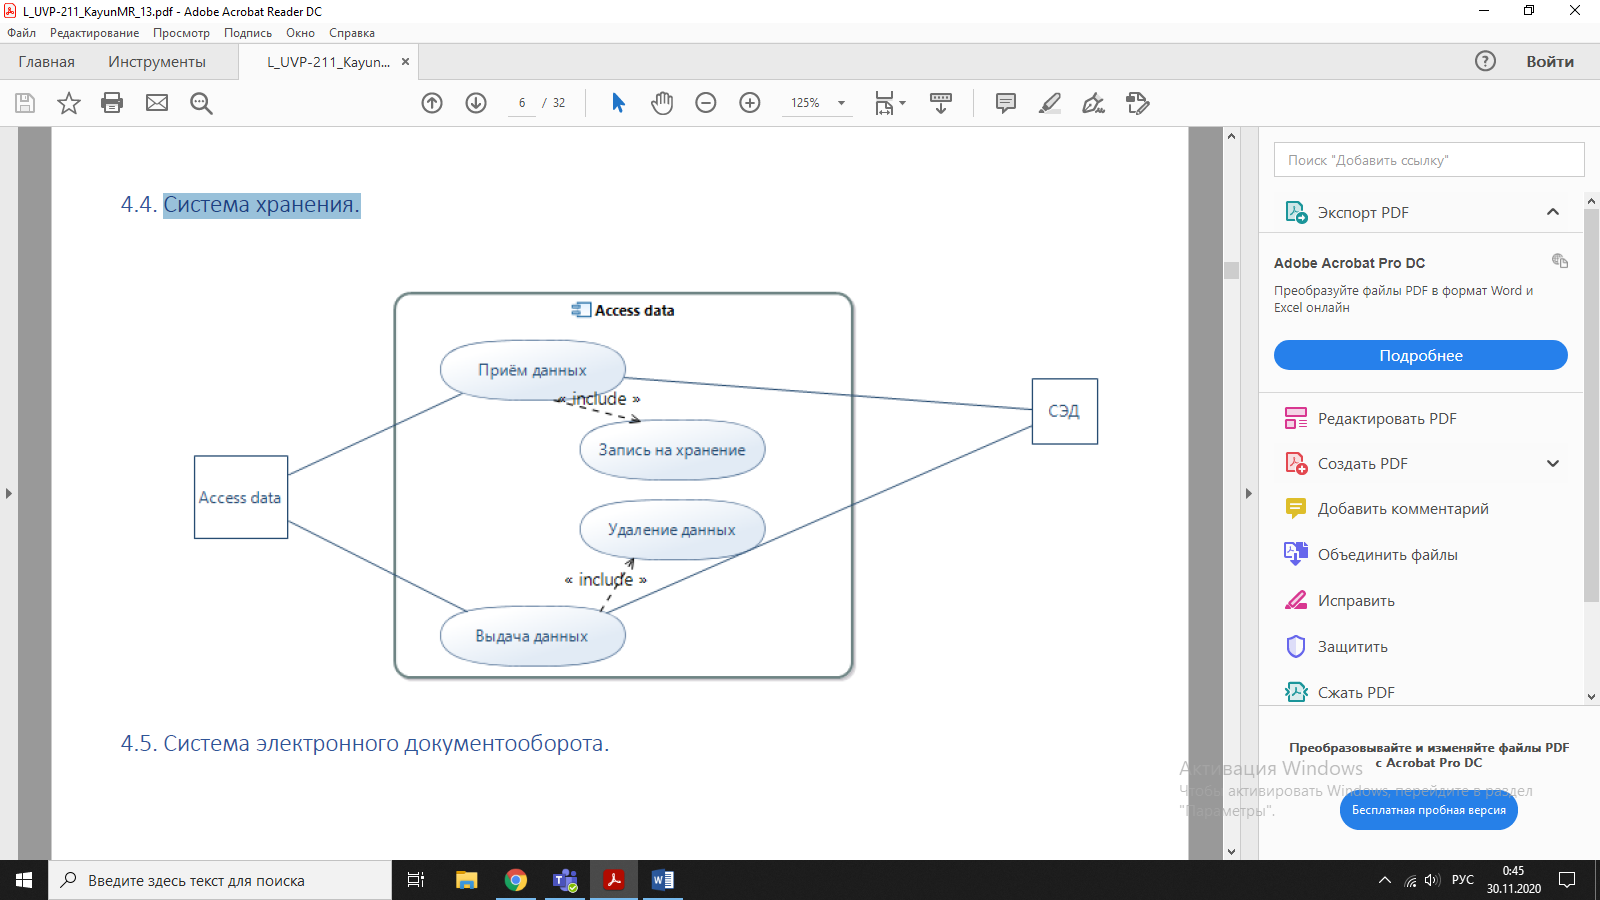 L_UVP-211_KayunMR_13.pdf - Adobe Acrobat Reader DC
Файл Редактирование Просмотр Подпись Окно Справка
Главная Инструменты L_UVP-211_Kayun... × Войти
6 / 32 125%
4.4. Система хранения.
Access data
Приём данных
« include »
СЭД
Запись на хранение
Access data
Удаление данных
« include »
Выдача данных
4.5. Система электронного документооборота.
Поиск "Добавить ссылку"
Экспорт PDF
Adobe Acrobat Pro DC
Преобразуйте файлы PDF в формат Word и
Excel онлайн
Подробнее
Редактировать PDF
Создать PDF
Добавить комментарий
Объединить файлы
Исправить
Защитить
Сжать PDF
Преобразовывайте и изменяйте файлы PDF
с Acrobat Pro DC
Активация Windows
Чтобы активировать Windows, перейдите в раздел
"Параметры".
Бесплатная пробная версия
Введите здесь текст для поиска
РУС
0:45
30.11.2020